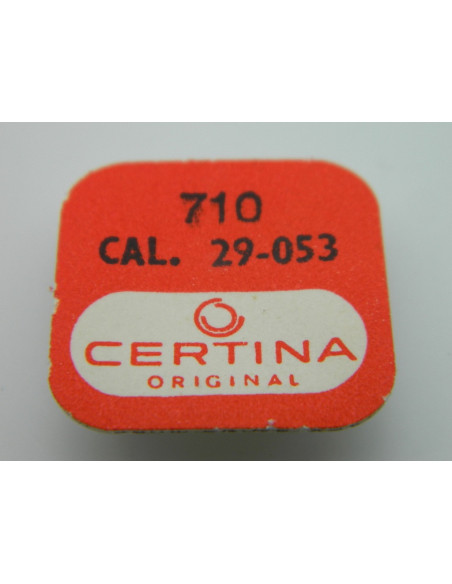 710
CAL. 29-053
CERTINA
ORIGINAL